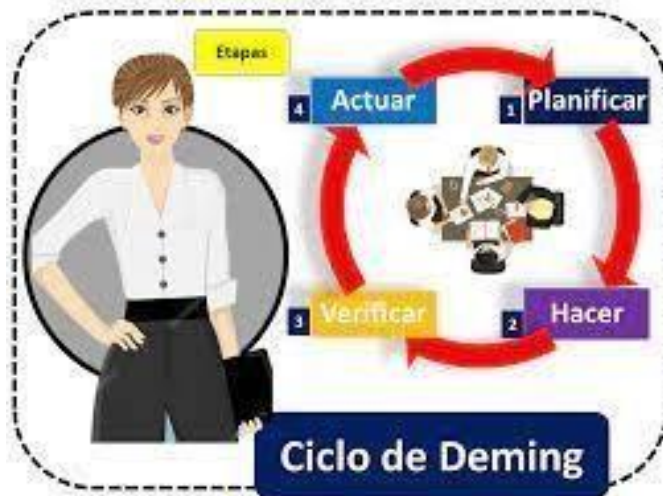 Etapas
4 Actuar
1 Planificar
3 Verificar
2 Hacer
Ciclo de Deming